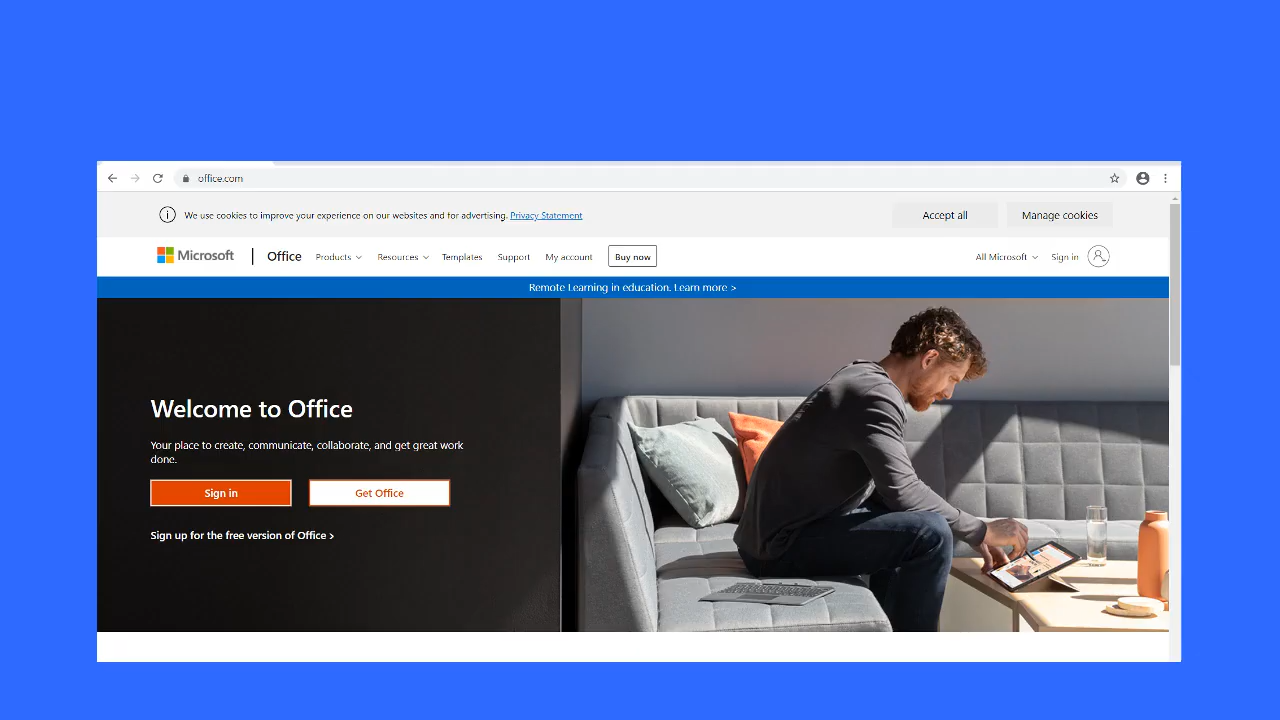 office.com
We use cookies to improve your experience on our websites and for advertising. Privacy Statement
Accept all
Manage cookies
Microsoft
Office
Products
Resources
Templates
Support
My account
Buy now
All Microsoft
Sign in
Remote Learning in education. Learn more >
Welcome to Office
Your place to create, communicate, collaborate, and get great work
done.
Sign in
Get Office
Sign up for the free version of Office >